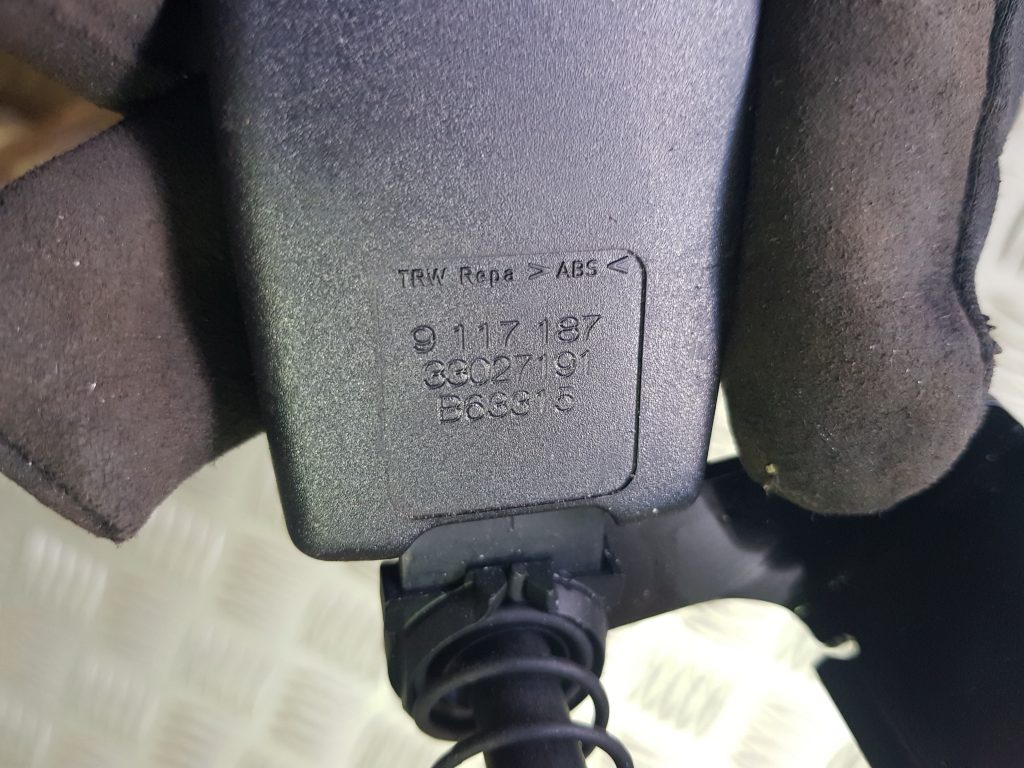 TRW Repa > ABS <
9 117 187
33027191
B63315